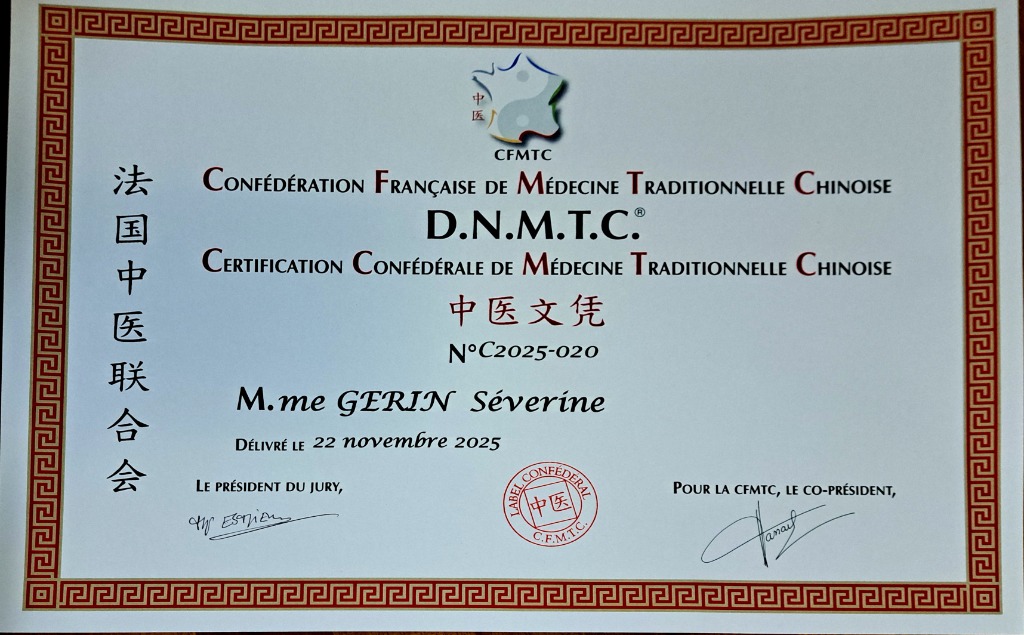 中
医
CFMTC
CONFÉDÉRATION FRANÇAISE DE MÉDECINE TRADITIONNELLE CHINOISE
D.N.M.T.C.®
CERTIFICATION CONFÉDÉRALE DE MÉDECINE TRADITIONNELLE CHINOISE
中医文凭
N° C2025-020
法国中医联合会
M.me GERIN Séverine
DÉLIVRÉ LE 22 novembre 2025
LE PRÉSIDENT DU JURY,
LABEL CONFÉDÉRAL
中医
C.F.M.T.C.
POUR LA CFMTC, LE CO-PRÉSIDENT,